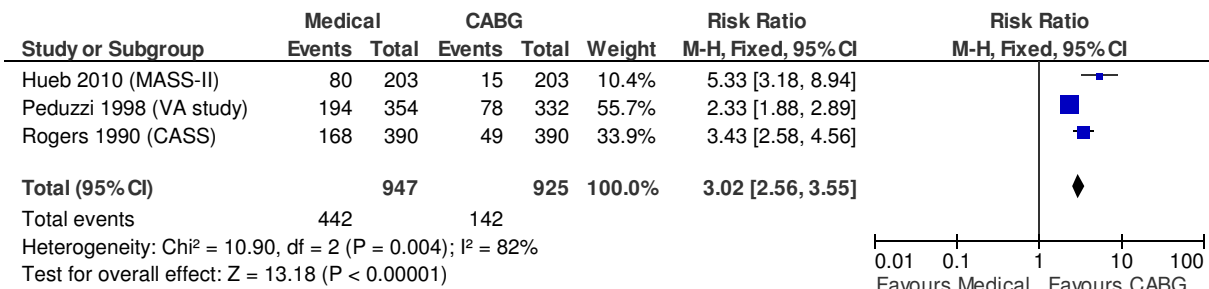 Medical CABG Risk Ratio Risk Ratio
Study or Subgroup Events Total Events Total Weight M-H, Fixed, 95% CI M-H, Fixed, 95% CI
Hueb 2010 (MASS-II) 80 203 15 203 10.4% 5.33 [3.18, 8.94]
Peduzzi 1998 (VA study) 194 354 78 332 55.7% 2.33 [1.88, 2.89]
Rogers 1990 (CASS) 168 390 49 390 33.9% 3.43 [2.58, 4.56]
Total (95% CI) 947 925 100.0% 3.02 [2.56, 3.55]
Total events 442 142
Heterogeneity: Chi² = 10.90, df = 2 (P = 0.004); I² = 82%
Test for overall effect: Z = 13.18 (P < 0.00001)
0.01 0.1 1 10 100
Favours Medical Favours CABG